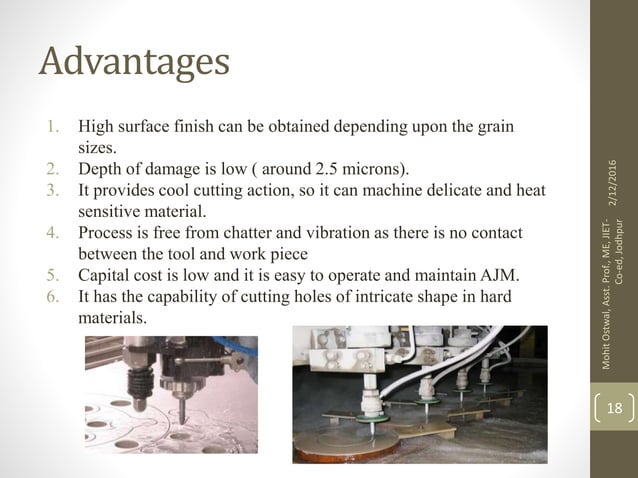 Advantages
1. High surface finish can be obtained depending upon the grain
sizes.
2. Depth of damage is low ( around 2.5 microns).
3. It provides cool cutting action, so it can machine delicate and heat
sensitive material.
4. Process is free from chatter and vibration as there is no contact
between the tool and work piece
5. Capital cost is low and it is easy to operate and maintain AJM.
6. It has the capability of cutting holes of intricate shape in hard
materials.
2/12/2016
Mohit Ostwal, Asst. Prof., ME, JIET-
Co-ed, Jodhpur
18